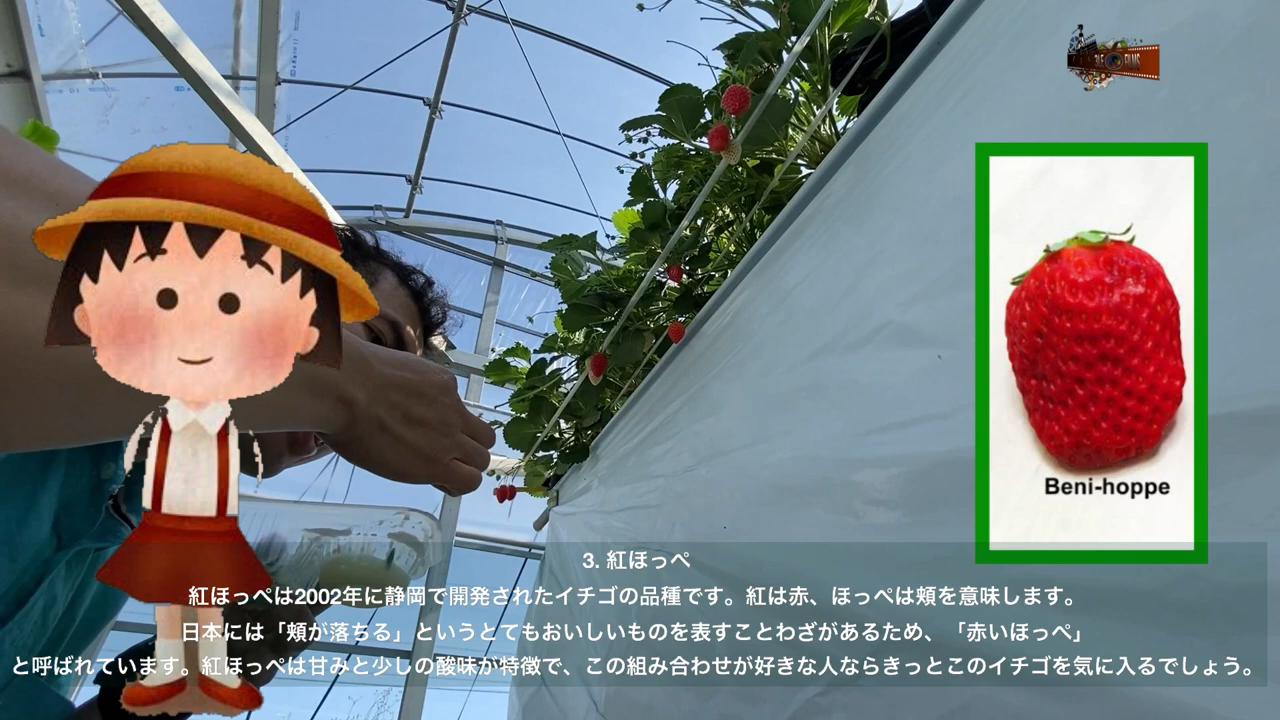 3LE FILMS
Beni-hoppe
3. 紅ほっぺ
紅ほっぺは2002年に静岡で開発されたイチゴの品種です。紅は赤、ほっぺは頬を意味します。
日本には「頬が落ちる」というとてもおいしいものを表すことわざがあるため、「赤いほっぺ」
と呼ばれています。紅ほっぺは甘みと少しの酸味が特徴で、この組み合わせが好きな人ならきっとこのイチゴを気に入るでしょう。